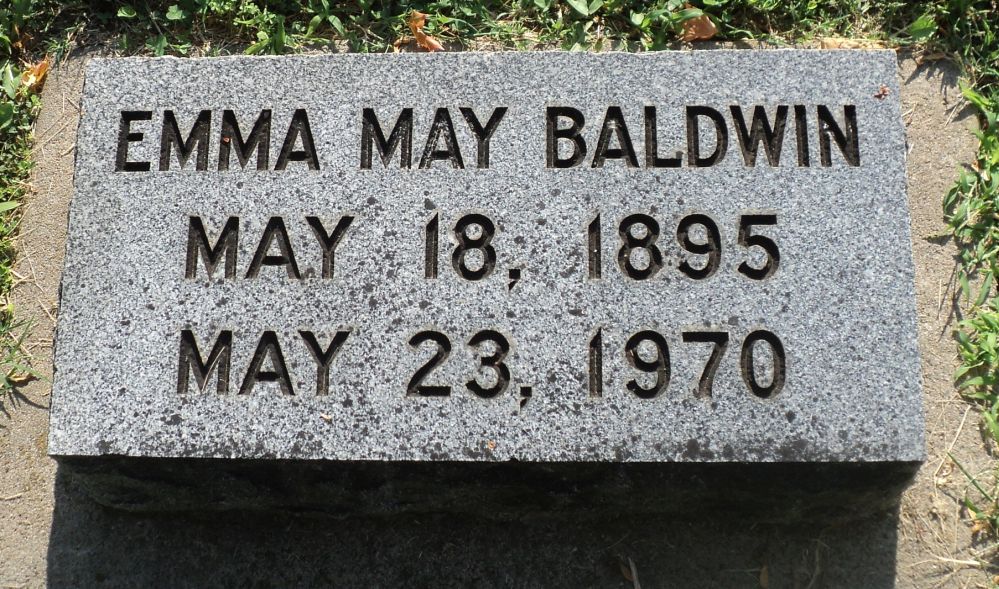 EMMA MAY BALDWIN
MAY 18, 1895
MAY 23, 1970